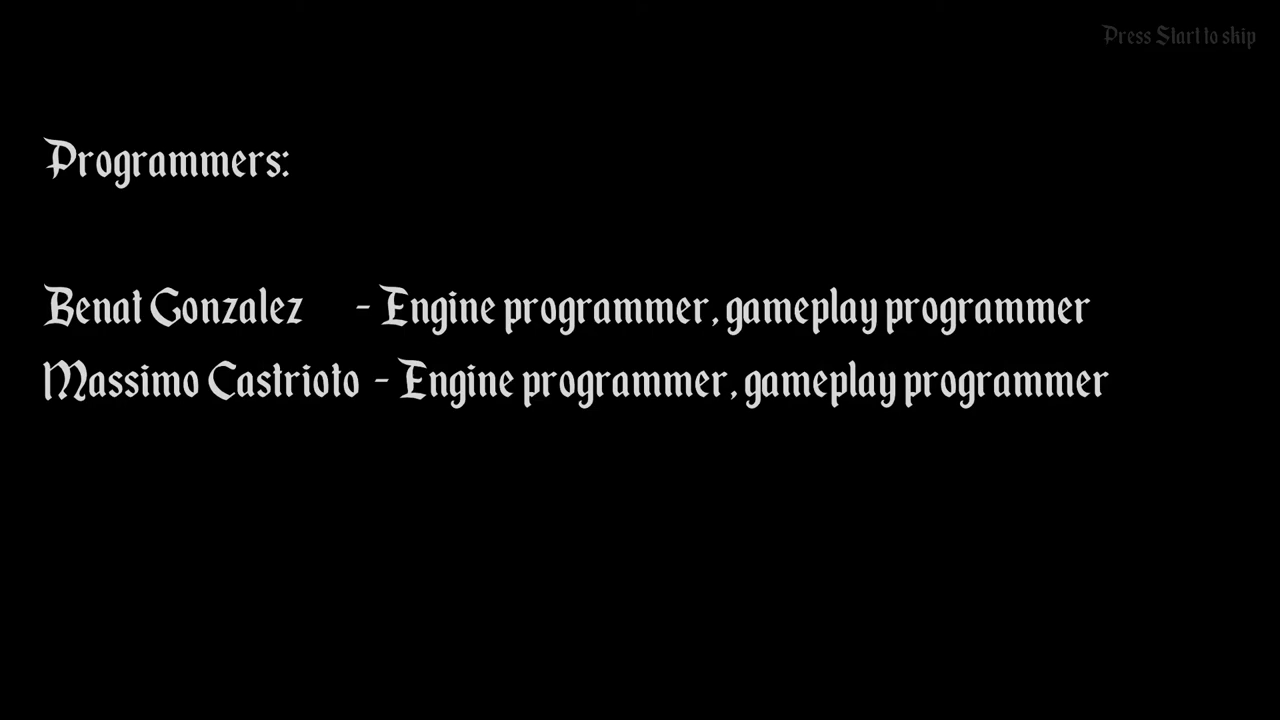 Press Start to skip
Programmers:
Benat Gonzalez - Engine programmer, gameplay programmer
Massimo Castrioto - Engine programmer, gameplay programmer